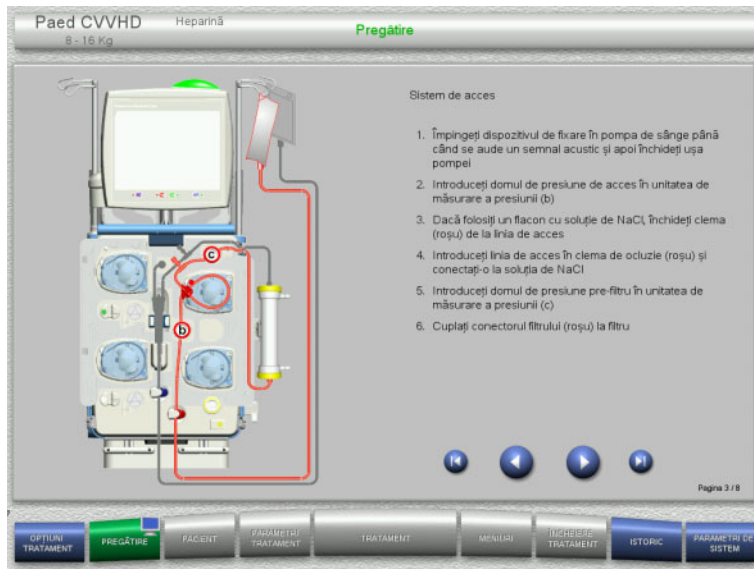 Paed CVVHD
Heparină
8 - 16 Kg
Pregătire
Sistem de acces
1. Împingeți dispozitivul de fixare în pompa de sânge până
când se aude un semnal acustic și apoi închideți ușa
pompei
2. Introduceți domul de presiune de acces în unitatea de
măsurare a presiunii (b)
3. Dacă folosiți un flacon cu soluție de NaCl, închideți clema
(roșu) de la linia de acces
4. Introduceți linia de acces în clema de ocluzie (roșu) și
conectați-o la soluția de NaCl
5. Introduceți domul de presiune pre-filtru în unitatea de
măsurare a presiunii (c)
6. Cuplați conectorul filtrului (roșu) la filtru
c
b
Pagina 3 / 8
OPȚIUNI
TRATAMENT
PREGĂTIRE
PACIENT
PARAMETRI
TRATAMENT
TRATAMENT
MENIURI
ÎNCHEIERE
TRATAMENT
ISTORIC
PARAMETRI DE
SISTEM